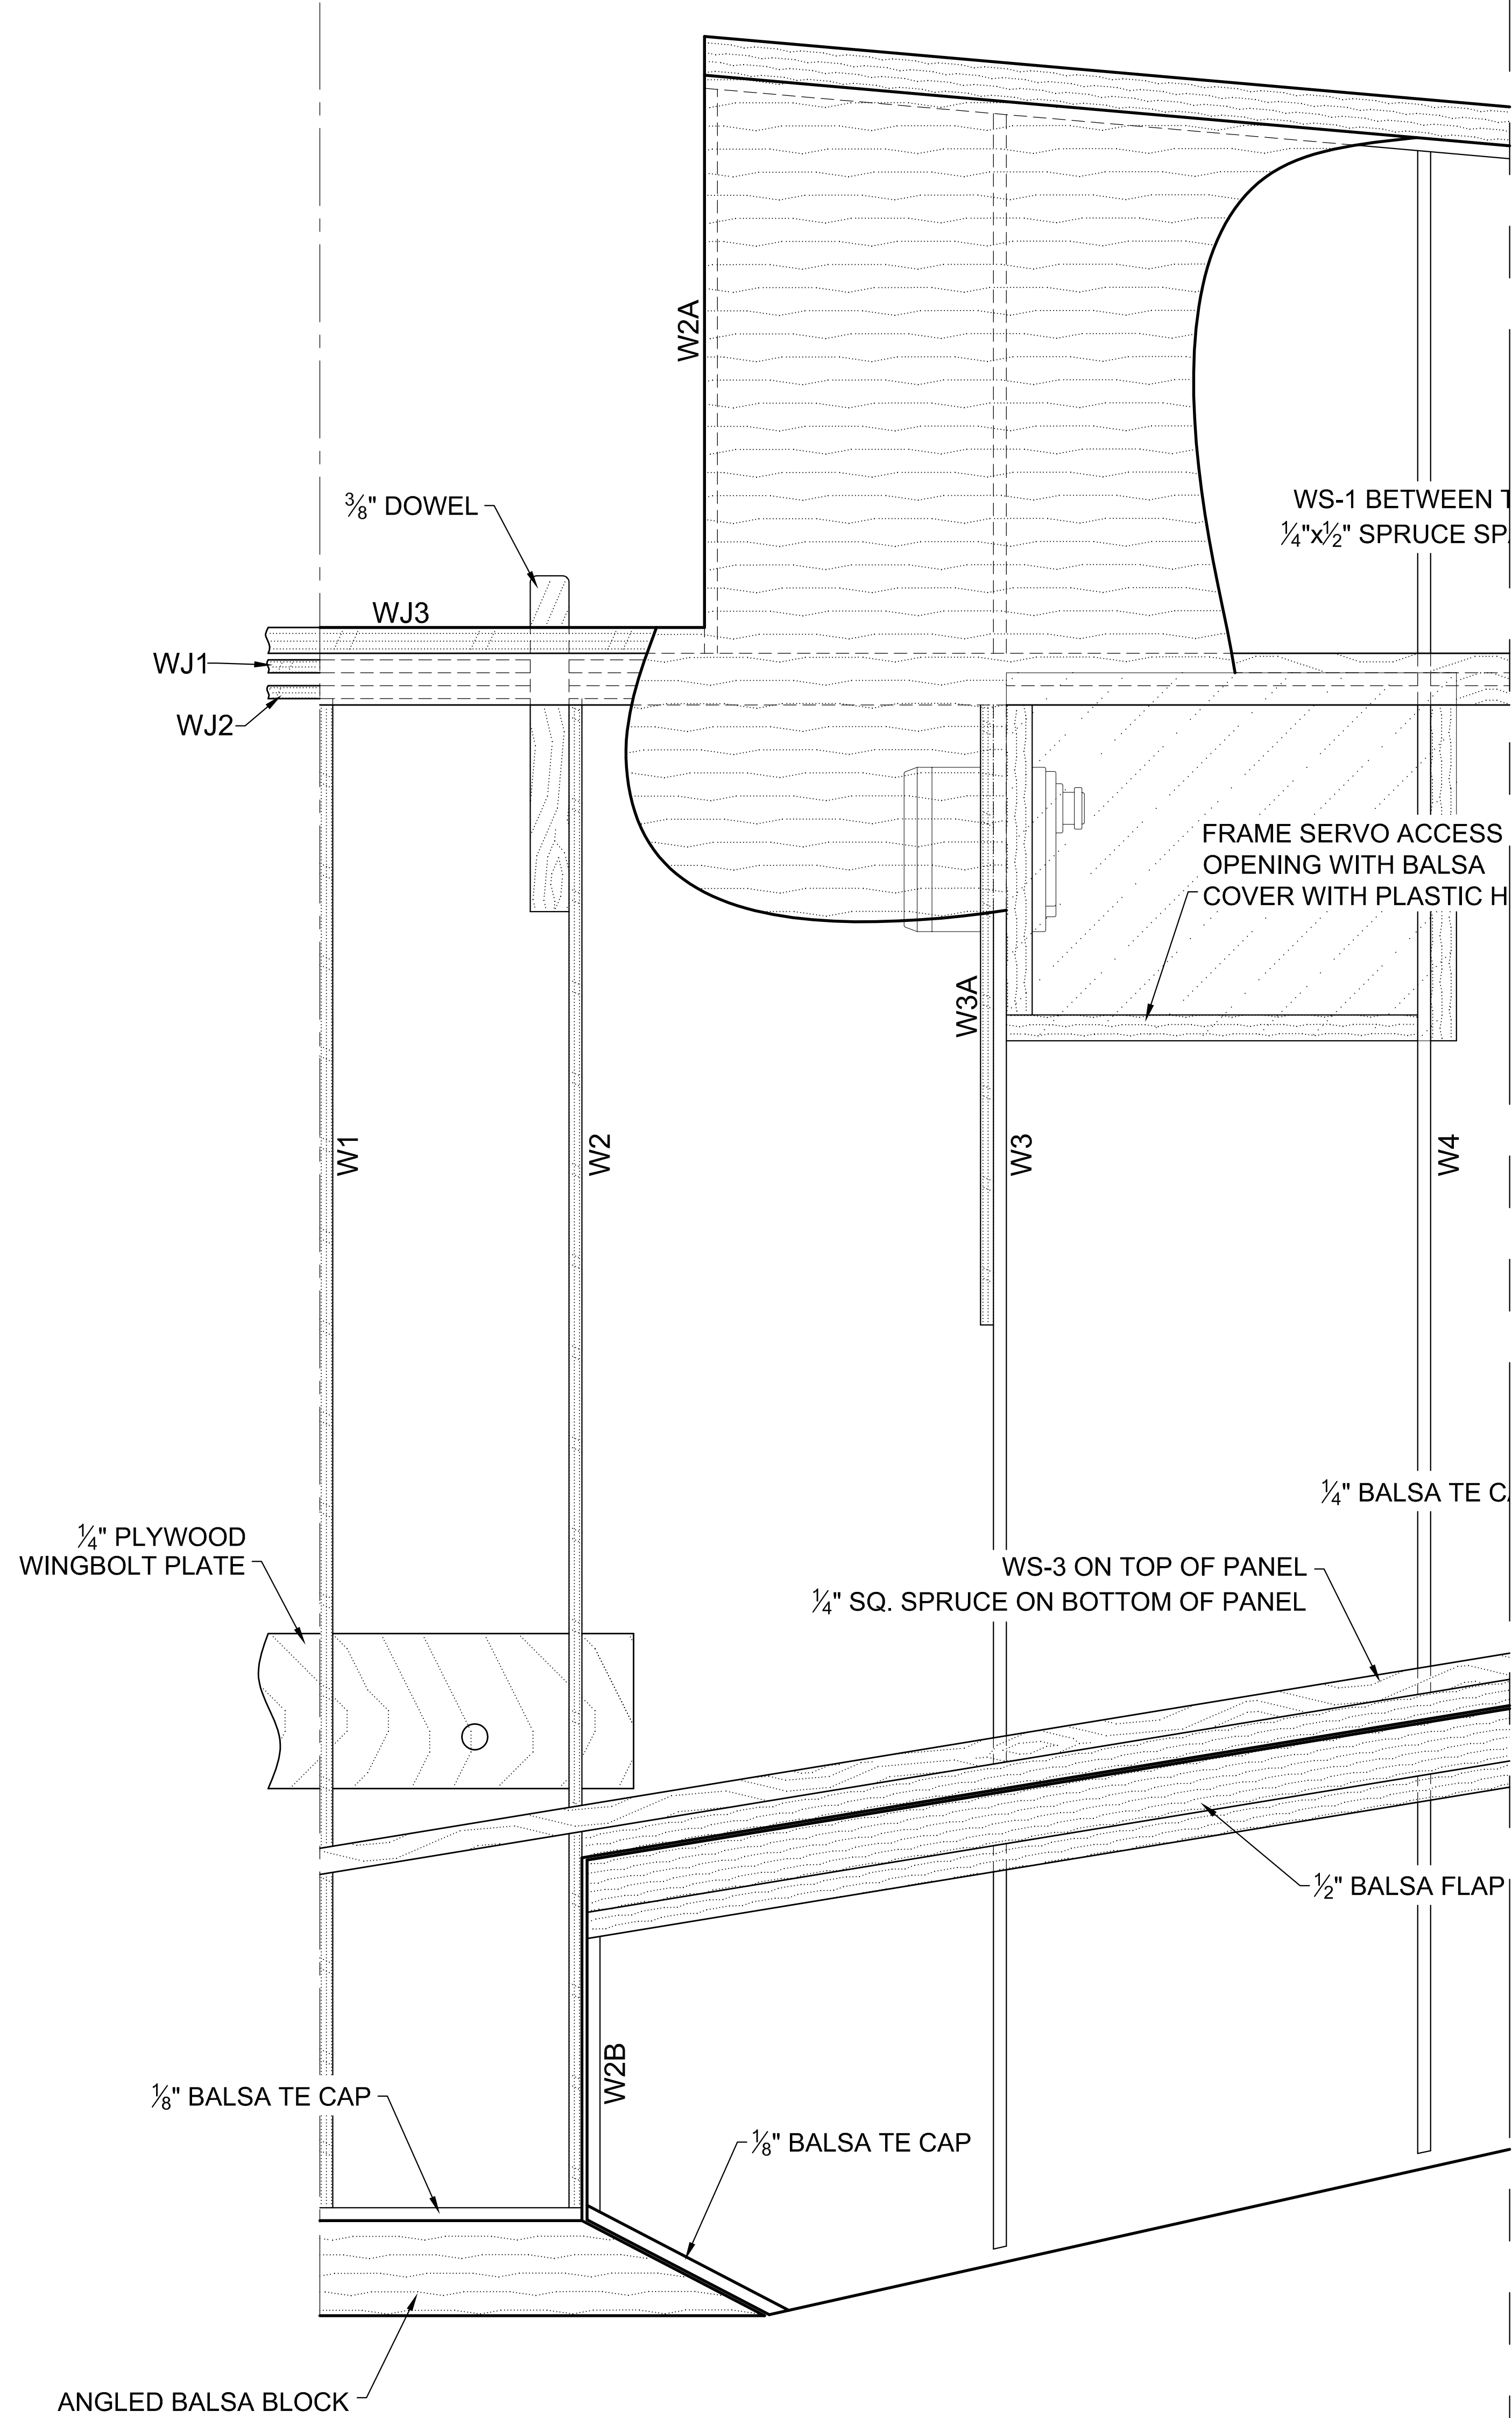 W2A
⅜" DOWEL
WS-1 BETWEEN
¼"x½" SPRUCE
WJ3
WJ1
WJ2
FRAME SERVO ACCESS
OPENING WITH BALSA
COVER WITH PLASTIC
W3A
W1
W2
W3
W4
¼" BALSA TE
¼" PLYWOOD
WINGBOLT PLATE
WS-3 ON TOP OF PANEL
¼" SQ. SPRUCE ON BOTTOM OF PANEL
½" BALSA FLAP
W2B
⅛" BALSA TE CAP
⅛" BALSA TE CAP
ANGLED BALSA BLOCK